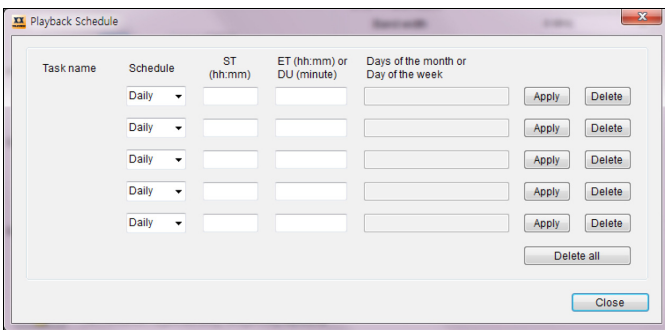 Playback Schedule
Task name Schedule ST (hh:mm) ET (hh:mm) or DU (minute) Days of the month or Day of the week
Daily Apply Delete
Daily Apply Delete
Daily Apply Delete
Daily Apply Delete
Daily Apply Delete
Delete all
Close